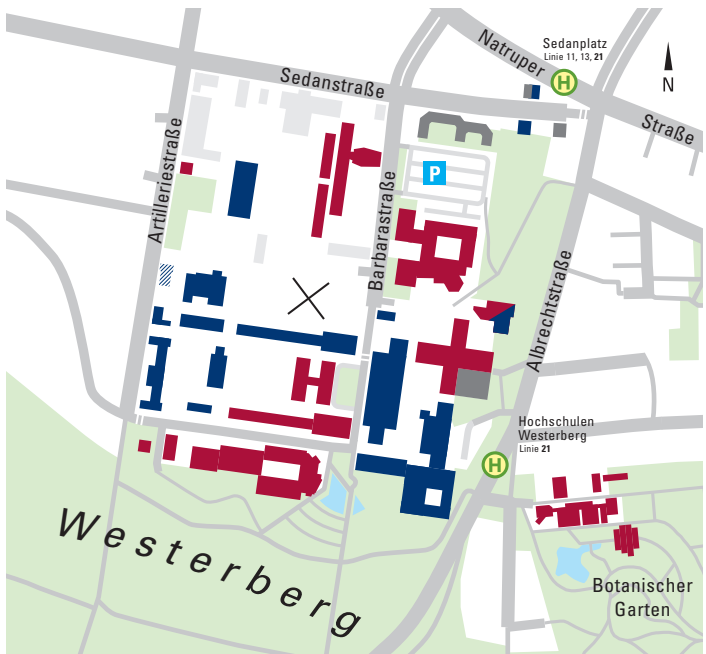 Sedanplatz
Linie 11, 13, 21
H
N
Natruper
Straße
Sedanstraße
P
Artilleriestraße
Barbarastraße
Albrechtstraße
Hochschulen
Westerberg
Linie 21
H
Westerberg
Botanischer
Garten